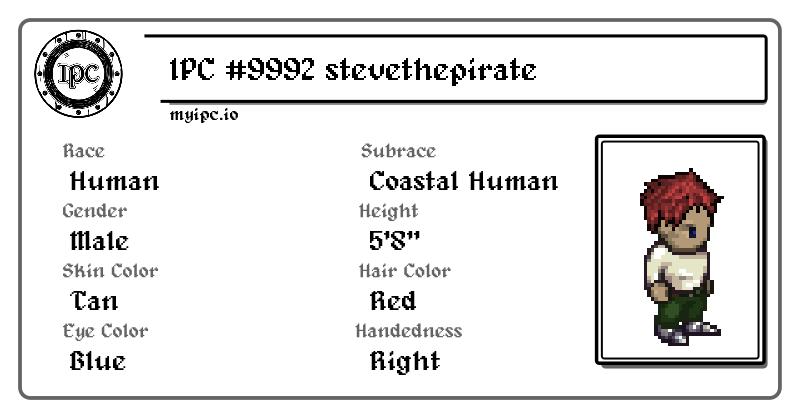 IPC
IPC #9992 stevethepirate
myipc.io
Race
Human
Subrace
Coastal Human
Gender
Male
Height
5'8"
Skin Color
Tan
Hair Color
Red
Eye Color
Blue
Handedness
Right